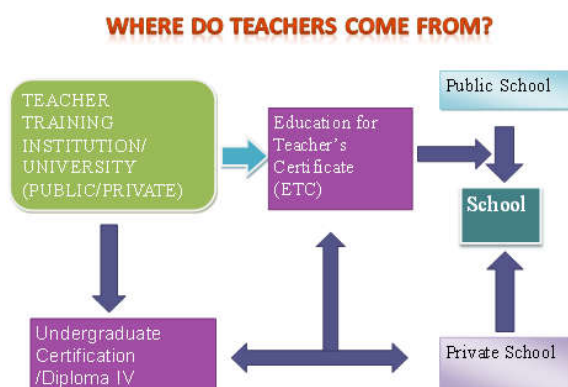 WHERE DO TEACHERS COME FROM?
TEACHER
TRAINING
INSTITUTION/
UNIVERSITY
(PUBLIC/PRIVATE)
Education for
Teacher's
Certificate
(ETC)
Public School
School
Undergraduate
Certification
/Diploma IV
Private School